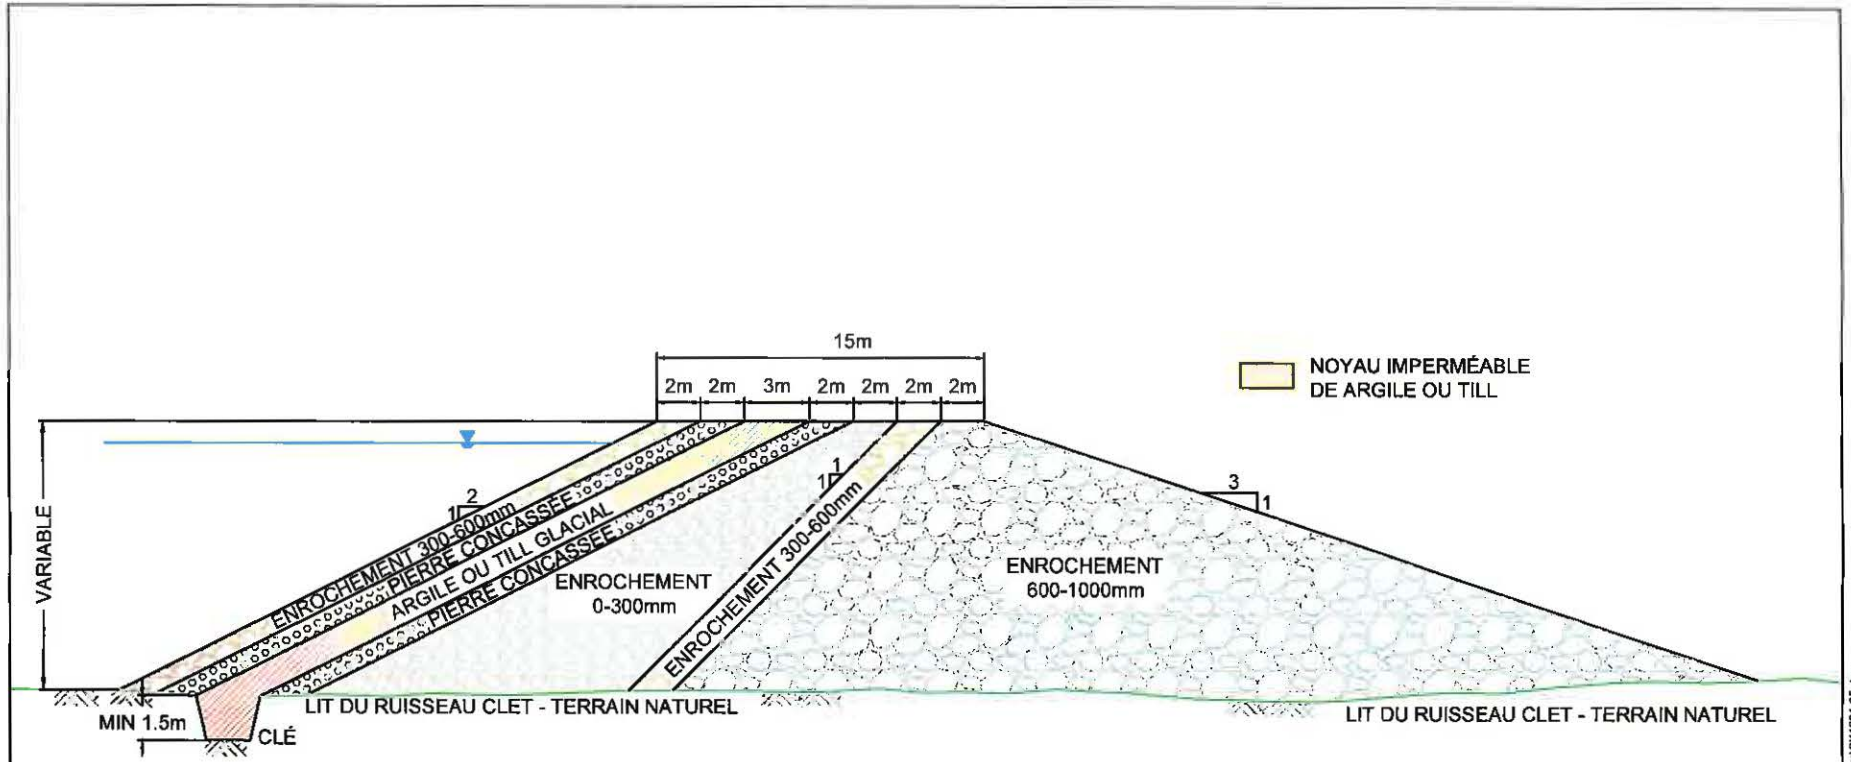 15m
2m 2m 3m 2m 2m 2m 2m
NOYAU IMPERMÉABLE
DE ARGILE OU TILL
VARIABLE
2
1
1
1
3
1
ENROCHEMENT 300-600mm
PIERRE CONCASSÉE
ARGILE OU TILL GLACIAL
PIERRE CONCASSÉE
ENROCHEMENT
0-300mm
ENROCHEMENT 300-600mm
ENROCHEMENT
600-1000mm
MIN 1.5m
CLÉ
LIT DU RUISSEAU CLET - TERRAIN NATUREL
LIT DU RUISSEAU CLET - TERRAIN NATUREL